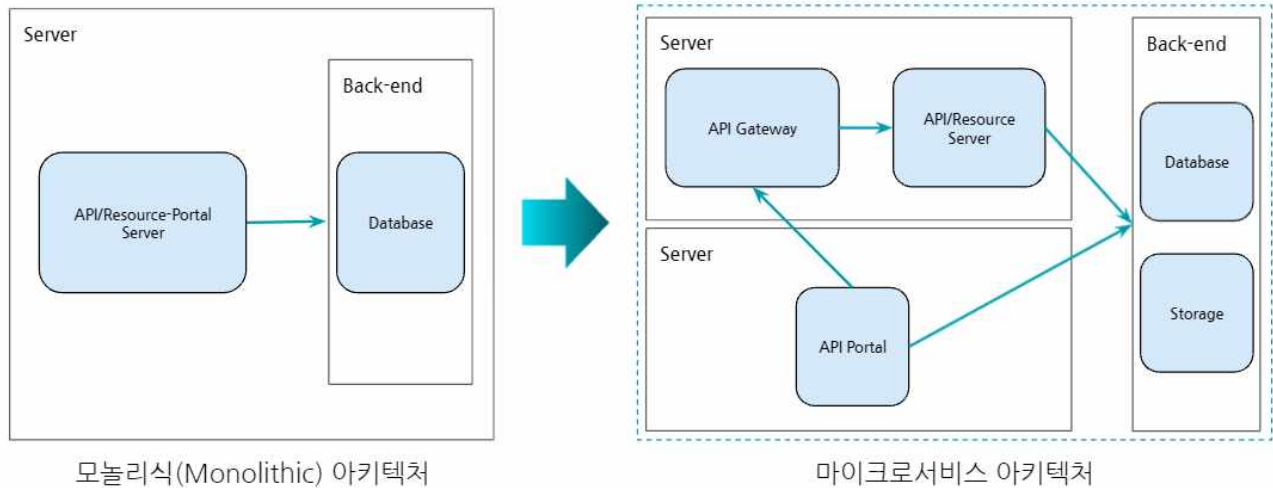 Server
Back-end
API/Resource-Portal
Server
Database
모놀리식(Monolithic) 아키텍처
Server
API Gateway
API/Resource
Server
Server
API Portal
Back-end
Database
Storage
마이크로서비스 아키텍처